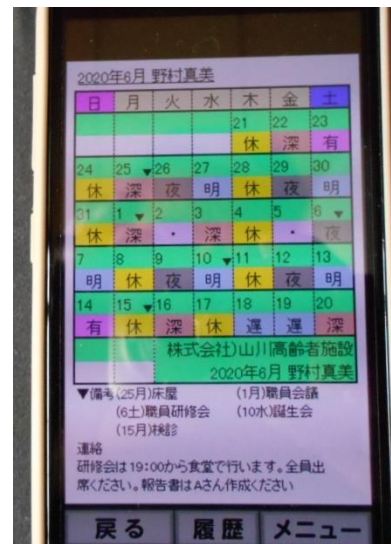 2020年6月 野村真美
日 月 火 水 木 金 土
21 22 23
休 深 有
24 25▼26 27 28 29 30
休 深 夜 明 休 夜 明
31 1▼2 3 4 5 6▼
休 深 ・ 深 休 ・ 夜
7 8 9 10▼11 12 13
明 休 夜 明 休 夜 明
14 15▼16 17 18 19 20
有 休 深 休 遅 遅 深
株式会社)山川高齢者施設
2020年6月 野村真美
▼備考(25月)床屋 (1月)職員会議
(6土)職員研修会 (10水)誕生会
(15月)検診
連絡
研修会は19:00から食堂で行います。全員出
席ください。報告書はAさん作成ください
戻る 履歴 メニュー